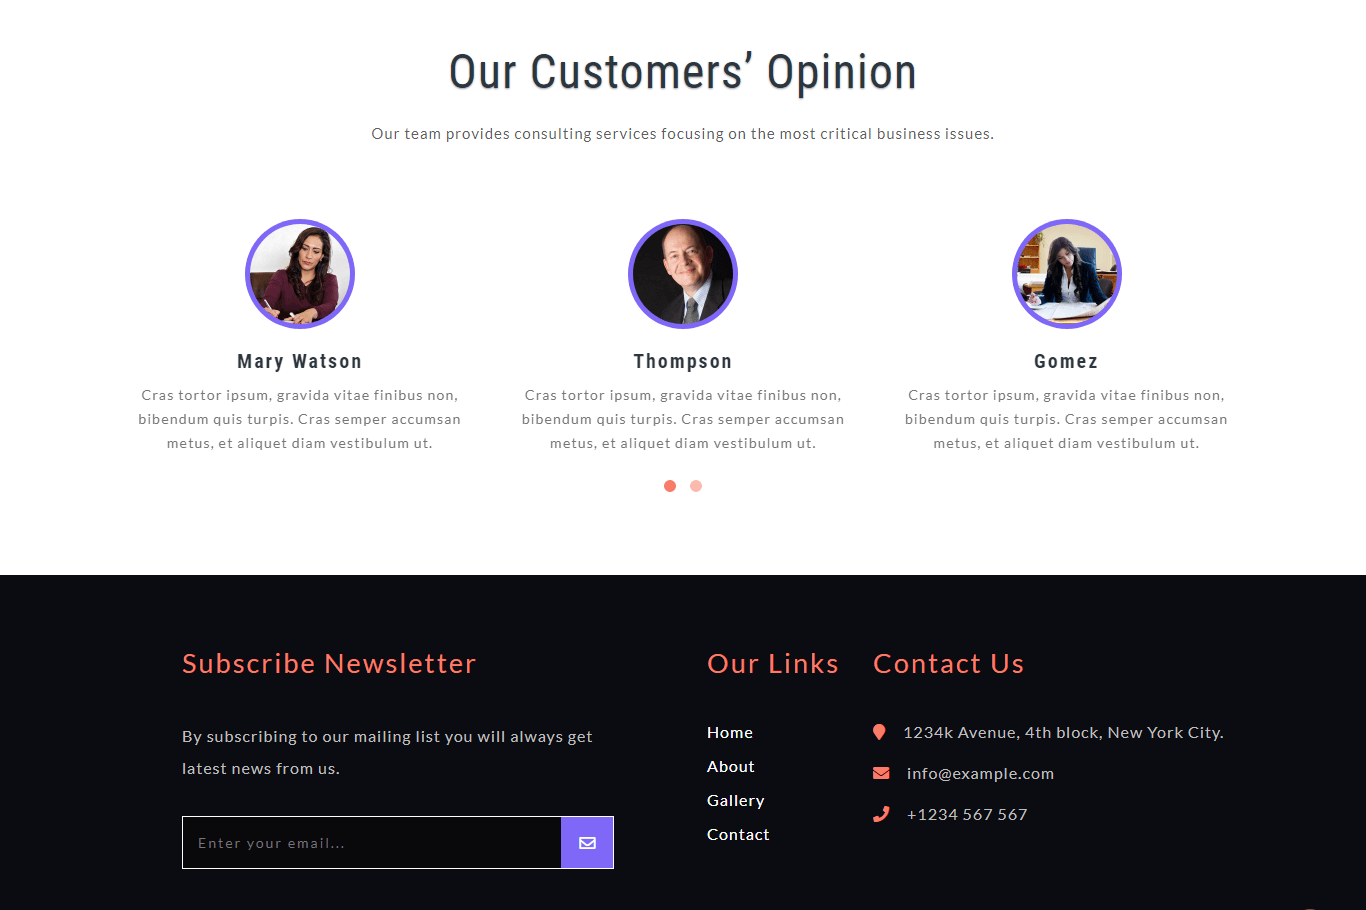 Our Customers’ Opinion
Our team provides consulting services focusing on the most critical business issues.
Mary Watson
Cras tortor ipsum, gravida vitae finibus non,
bibendum quis turpis. Cras semper accumsan
metus, et aliquet diam vestibulum ut.
Thompson
Cras tortor ipsum, gravida vitae finibus non,
bibendum quis turpis. Cras semper accumsan
metus, et aliquet diam vestibulum ut.
Gomez
Cras tortor ipsum, gravida vitae finibus non,
bibendum quis turpis. Cras semper accumsan
metus, et aliquet diam vestibulum ut.
Subscribe Newsletter
By subscribing to our mailing list you will always get
latest news from us.
Enter your email...
Our Links
Home
About
Gallery
Contact
Contact Us
1234k Avenue, 4th block, New York City.
info@example.com
+1234 567 567